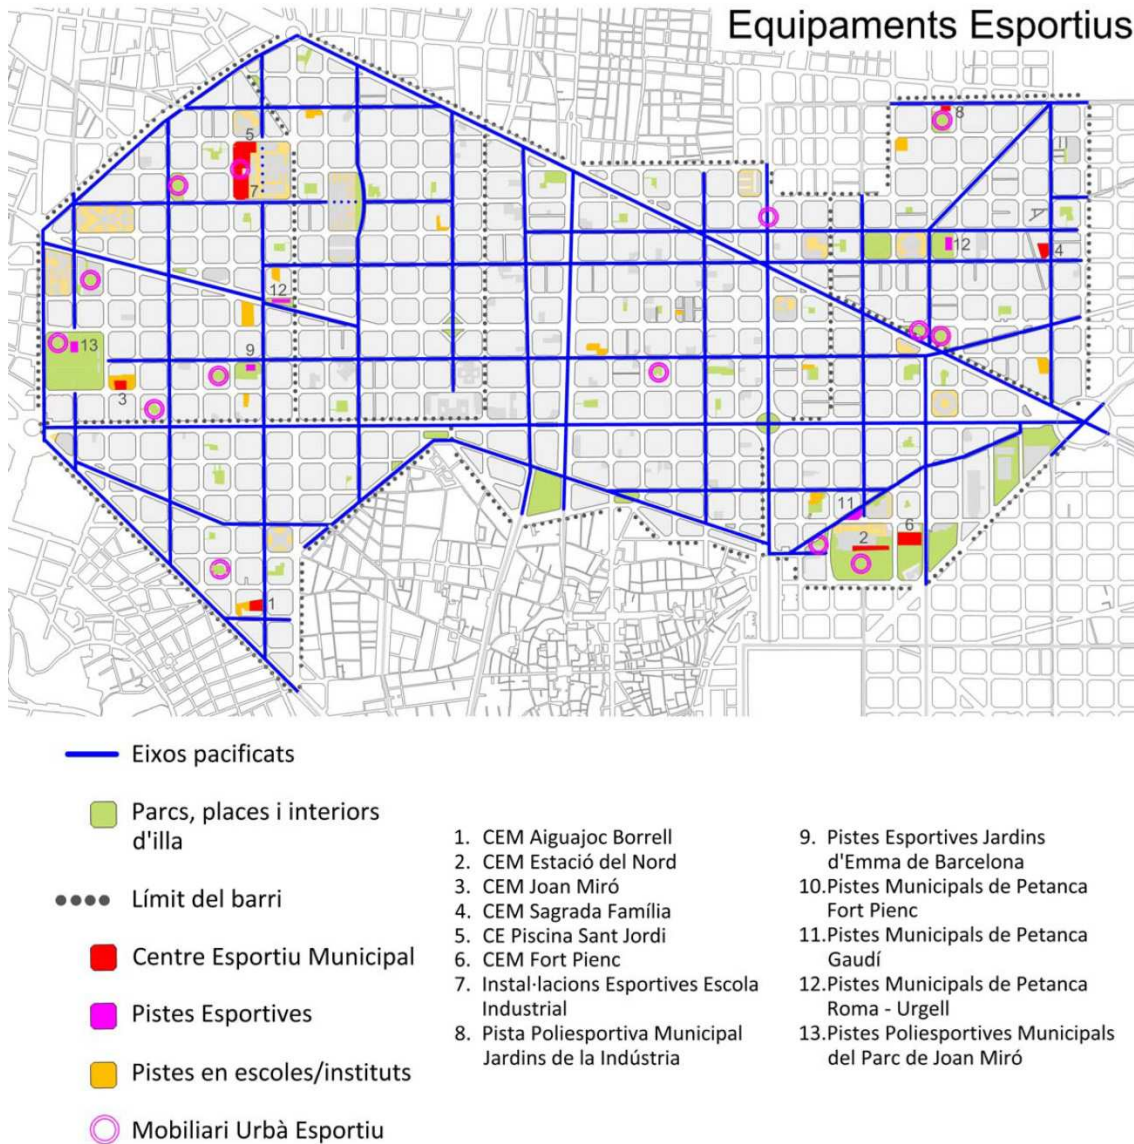 Equipaments Esportius
8
5
7
12
4
12
13
9
3
11
6
2
1
Eixos pacificats
Parcs, places i interiors
d'illa
Límit del barri
Centre Esportiu Municipal
Pistes Esportives
Pistes en escoles/instituts
Mobiliari Urbà Esportiu
1. CEM Aiguajoc Borrell
2. CEM Estació del Nord
3. CEM Joan Miró
4. CEM Sagrada Família
5. CE Piscina Sant Jordi
6. CEM Fort Pienc
7. Instal·lacions Esportives Escola
Industrial
8. Pista Poliesportiva Municipal
Jardins de la Indústria
9. Pistes Esportives Jardins
d'Emma de Barcelona
10.Pistes Municipals de Petanca
Fort Pienc
11.Pistes Municipals de Petanca
Gaudí
12.Pistes Municipals de Petanca
Roma - Urgell
13.Pistes Poliesportives Municipals
del Parc de Joan Miró